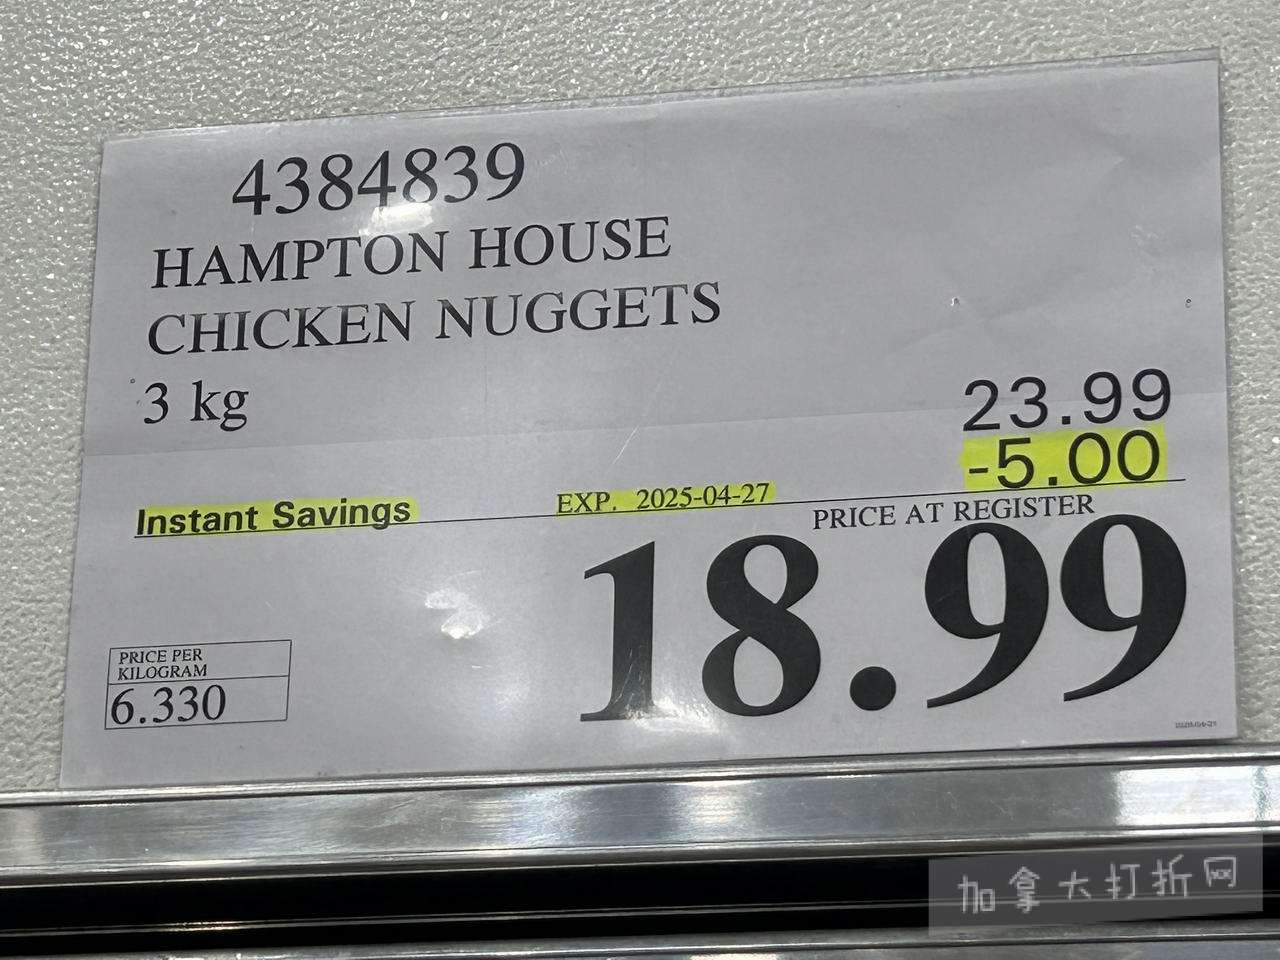 4384839
HAMPTON HOUSE
CHICKEN NUGGETS
3 kg
23.99
-5.00
Instant Savings
EXP. 2025-04-27
PRICE AT REGISTER
18.99
PRICE PER
KILOGRAM
6.330
加拿大打折网